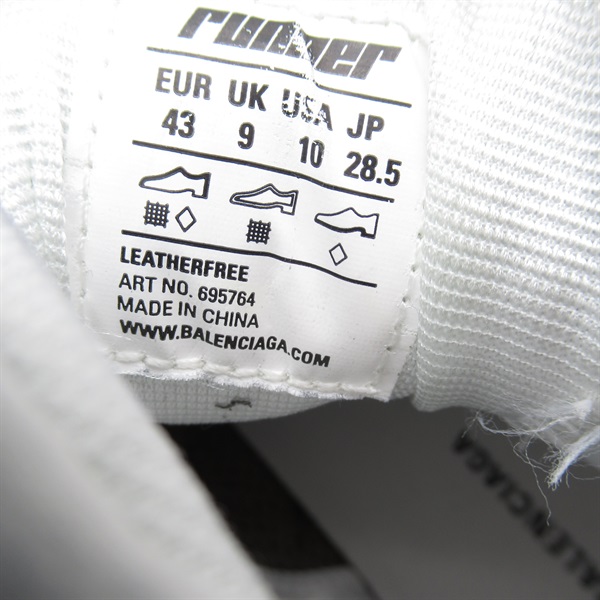 runner
EUR UK USA JP
43 9 10 28.5
LEATHERFREE
ART NO. 695764
MADE IN CHINA
WWW.BALENCIAGA.COM
BALENCIAGA